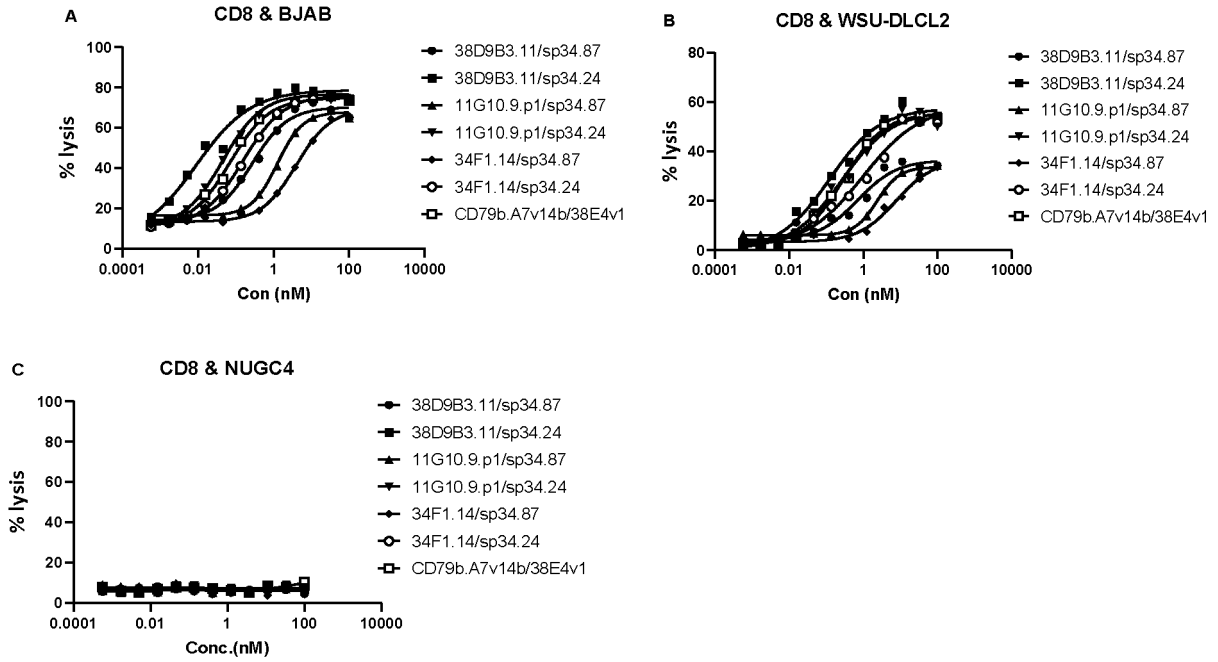 A
CD8 & BJAB
% lysis
100
80
60
40
20
0
0.0001
0.01
1
100
10000
Con (nM)
38D9B3.11/sp34.87
38D9B3.11/sp34.24
11G10.9.p1/sp34.87
11G10.9.p1/sp34.24
34F1.14/sp34.87
34F1.14/sp34.24
CD79b.A7v14b/38E4v1
B
CD8 & WSU-DLCL2
% lysis
80
60
40
20
0
0.0001
0.01
1
100
10000
Con (nM)
38D9B3.11/sp34.87
38D9B3.11/sp34.24
11G10.9.p1/sp34.87
11G10.9.p1/sp34.24
34F1.14/sp34.87
34F1.14/sp34.24
CD79b.A7v14b/38E4v1
C
CD8 & NUGC4
% lysis
100
80
60
40
20
0
0.0001
0.01
1
100
10000
Conc.(nM)
38D9B3.11/sp34.87
38D9B3.11/sp34.24
11G10.9.p1/sp34.87
11G10.9.p1/sp34.24
34F1.14/sp34.87
34F1.14/sp34.24
CD79b.A7v14b/38E4v1